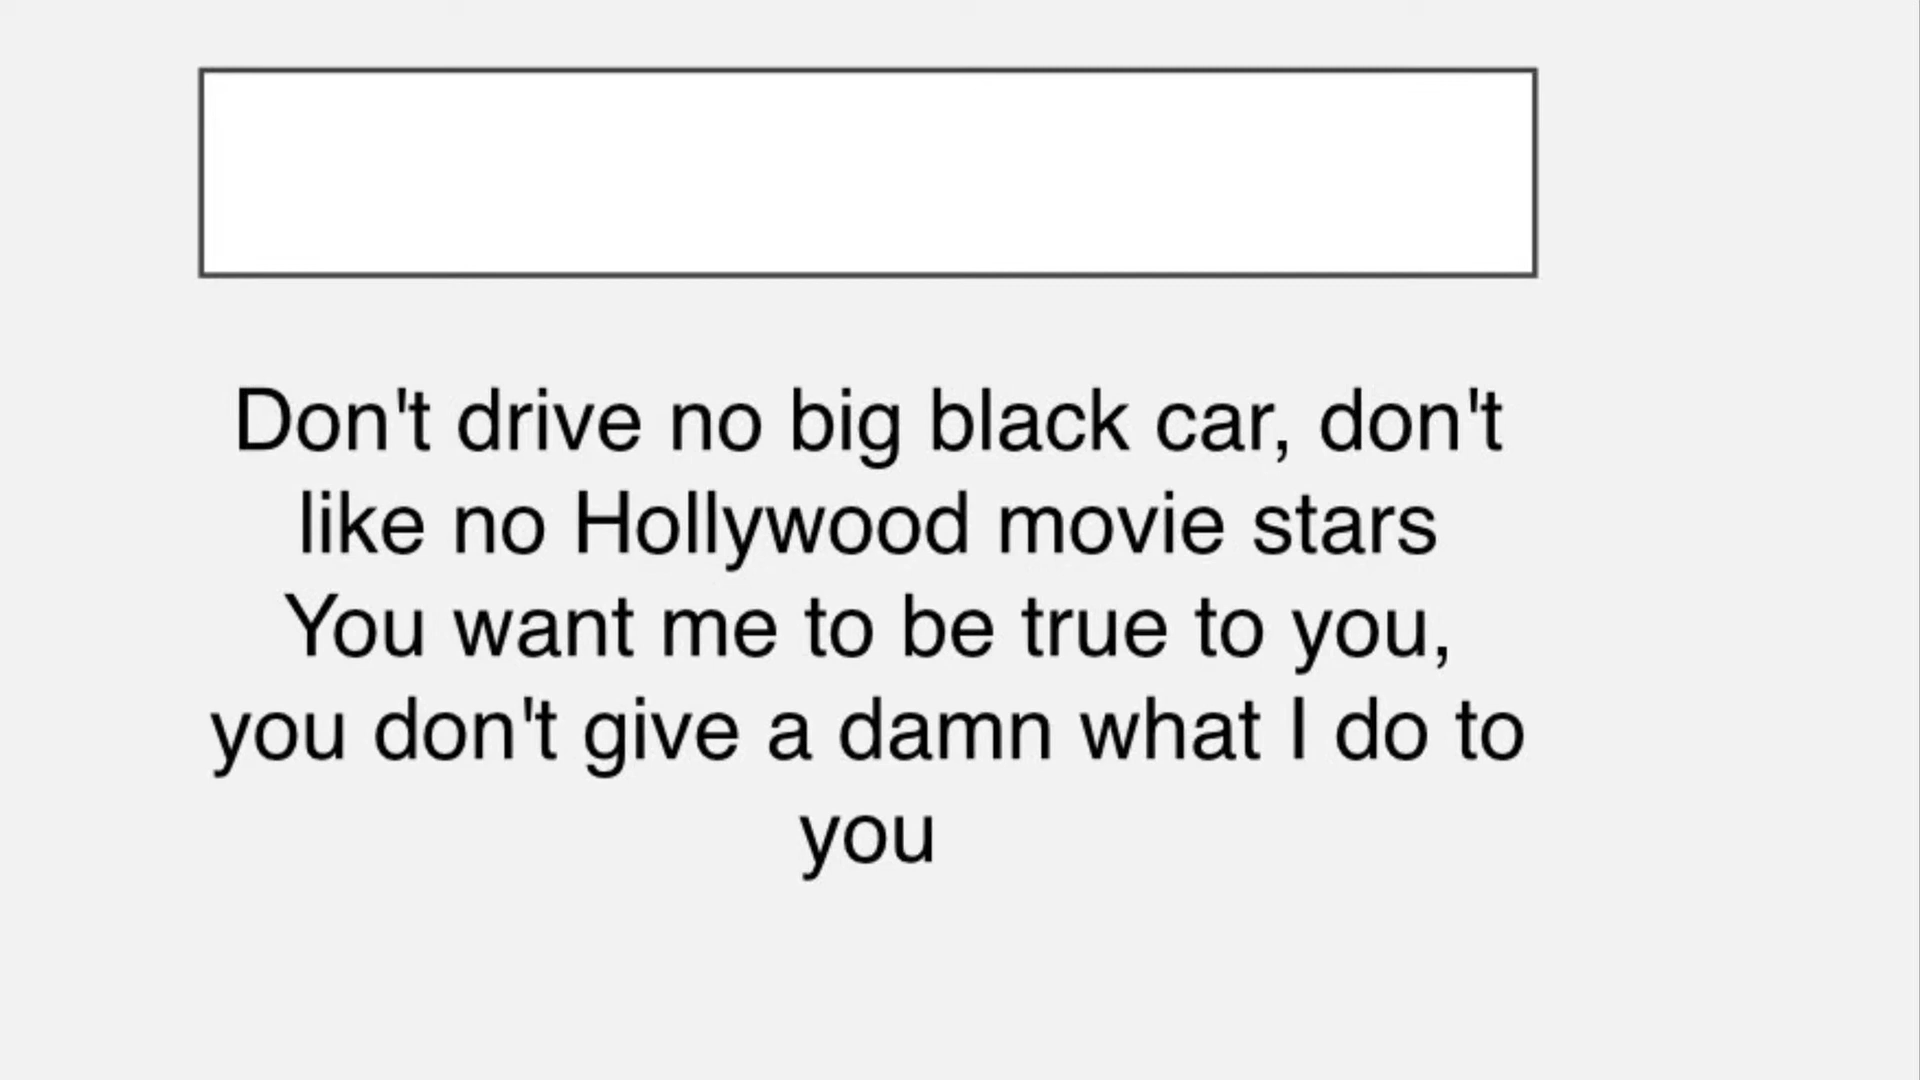 Don't drive no big black car, don't
like no Hollywood movie stars
You want me to be true to you,
you don't give a damn what I do to
you